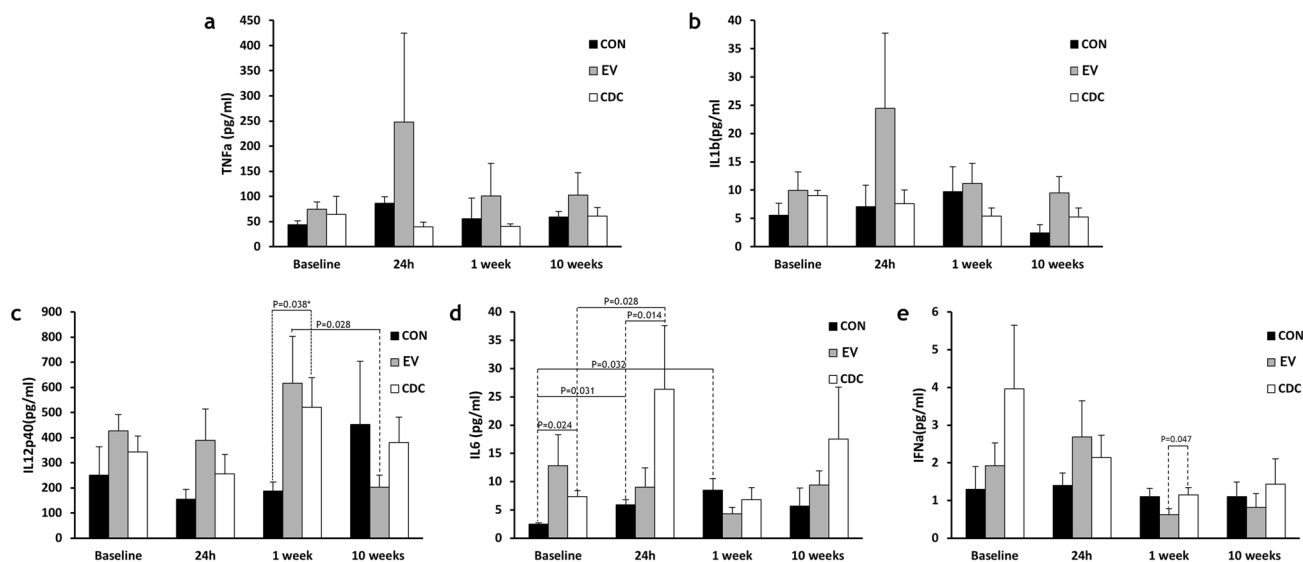 a
TNFa (pg/ml)
450
400
350
300
250
200
150
100
50
0
Baseline 24h 1 week 10 weeks
CON
EV
CDC
b
IL1b(pg/ml)
40
35
30
25
20
15
10
5
0
Baseline 24h 1 week 10 weeks
CON
EV
CDC
c
IL12p40(pg/ml)
900
800
700
600
500
400
300
200
100
0
Baseline 24h 1 week 10 weeks
P=0.038*
P=0.028
CON
EV
CDC
d
IL6 (pg/ml)
40
35
30
25
20
15
10
5
0
Baseline 24h 1 week 10 weeks
P=0.028
P=0.014
P=0.032
P=0.031
P=0.024
CON
EV
CDC
e
IFNa(pg/ml)
6
5
4
3
2
1
0
Baseline 24h 1 week 10 weeks
P=0.047
CON
EV
CDC